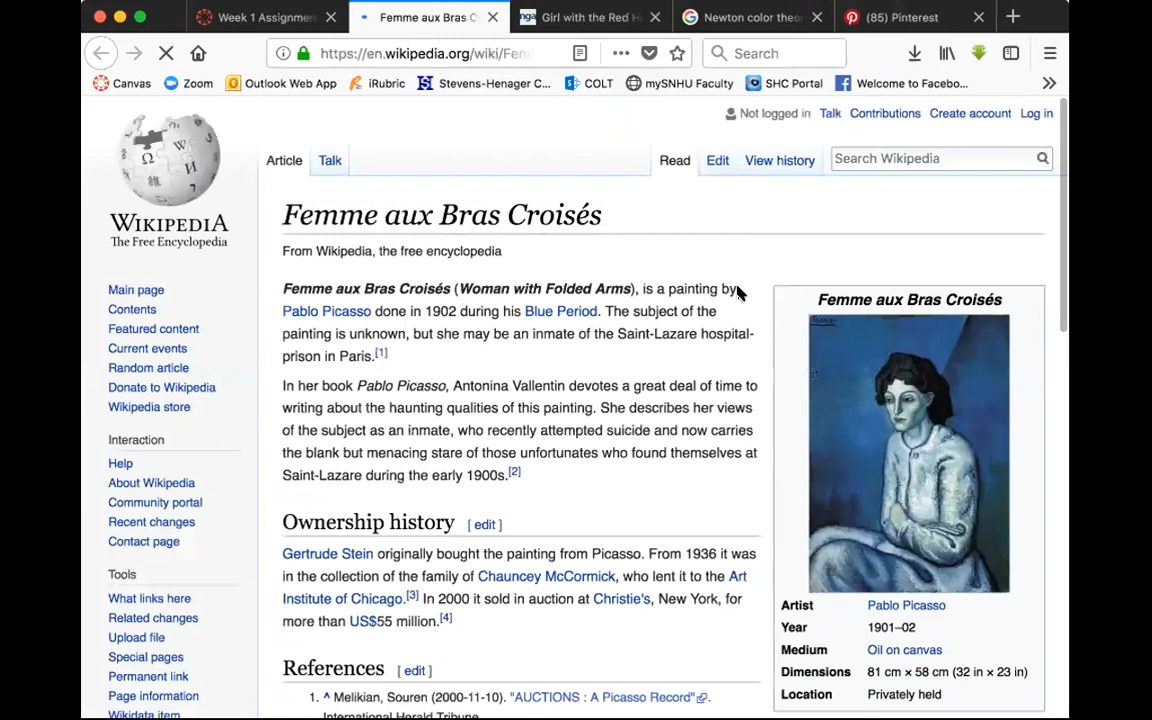 Week 1 Assignmen
Femme aux Bras C
nga
Girl with the Red H
Newton color theo
(85) Pinterest
https://en.wikipedia.org/wiki/Fem
Search
Canvas
Zoom
Outlook Web App
iRubric
Stevens-Henager C...
COLT
mySNHU Faculty
SHC Portal
Welcome to Facebo...
Not logged in
Talk
Contributions
Create account
Log in
Article
Talk
Read
Edit
View history
Search Wikipedia
WIKIPEDIA
The Free Encyclopedia
Main page
Contents
Featured content
Current events
Random article
Donate to Wikipedia
Wikipedia store
Interaction
Help
About Wikipedia
Community portal
Recent changes
Contact page
Tools
What links here
Related changes
Upload file
Special pages
Permanent link
Page information
Wikidata item
Femme aux Bras Croisés
From Wikipedia, the free encyclopedia
Femme aux Bras Croisés (Woman with Folded Arms), is a painting by
Pablo Picasso done in 1902 during his Blue Period. The subject of the
painting is unknown, but she may be an inmate of the Saint-Lazare hospital-
prison in Paris.[1]
In her book Pablo Picasso, Antonina Vallentin devotes a great deal of time to
writing about the haunting qualities of this painting. She describes her views
of the subject as an inmate, who recently attempted suicide and now carries
the blank but menacing stare of those unfortunates who found themselves at
Saint-Lazare during the early 1900s.[2]
Ownership history [ edit ]
Gertrude Stein originally bought the painting from Picasso. From 1936 it was
in the collection of the family of Chauncey McCormick, who lent it to the Art
Institute of Chicago.[3] In 2000 it sold in auction at Christie's, New York, for
more than US$55 million.[4]
References [ edit ]
1. ^ Melikian, Souren (2000-11-10). "AUCTIONS : A Picasso Record".
International Herald Tribune.
Femme aux Bras Croisés
Artist Pablo Picasso
Year 1901–02
Medium Oil on canvas
Dimensions 81 cm × 58 cm (32 in × 23 in)
Location Privately held